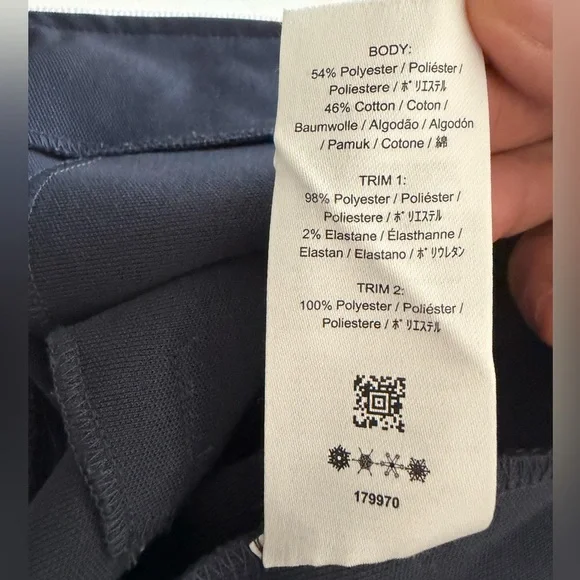 BODY:
54% Polyester / Poliéster /
Poliestere / ポリエステル
46% Cotton / Coton /
Baumwolle / Algodão / Algodón
/ Pamuk / Cotone / 綿
TRIM 1:
98% Polyester / Poliéster /
Poliestere / ポリエステル
2% Elastane / Élasthanne /
Elastan / Elastano / ポリウレタン
TRIM 2:
100% Polyester / Poliéster /
Poliestere / ポリエステル
179970